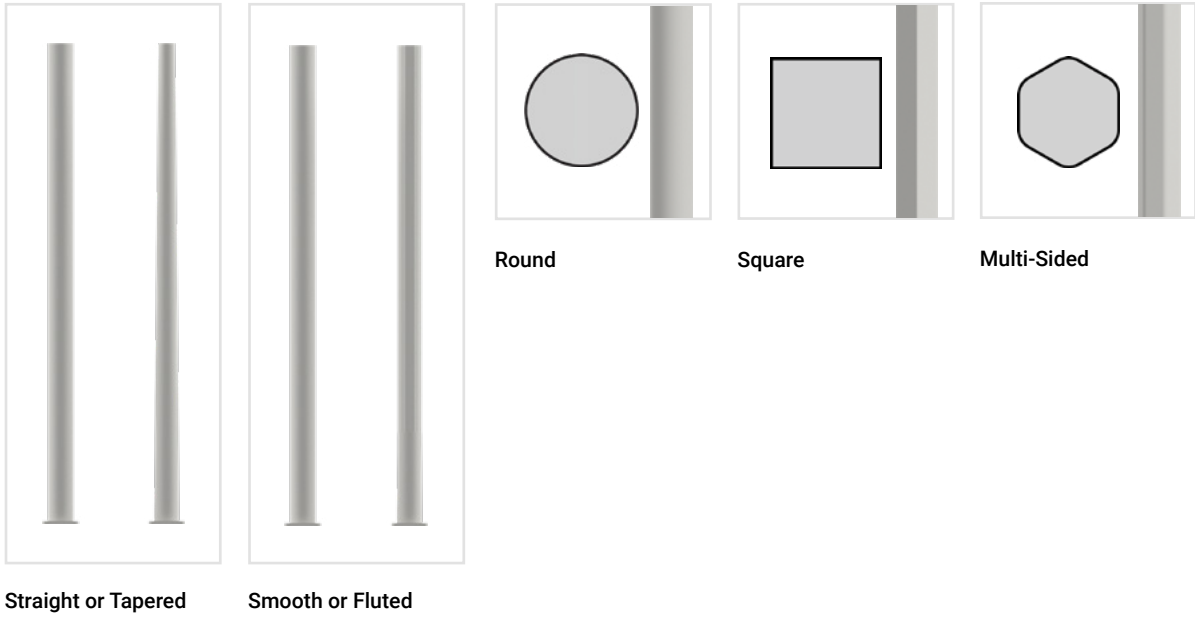 Round
Square
Multi-Sided
Straight or Tapered
Smooth or Fluted